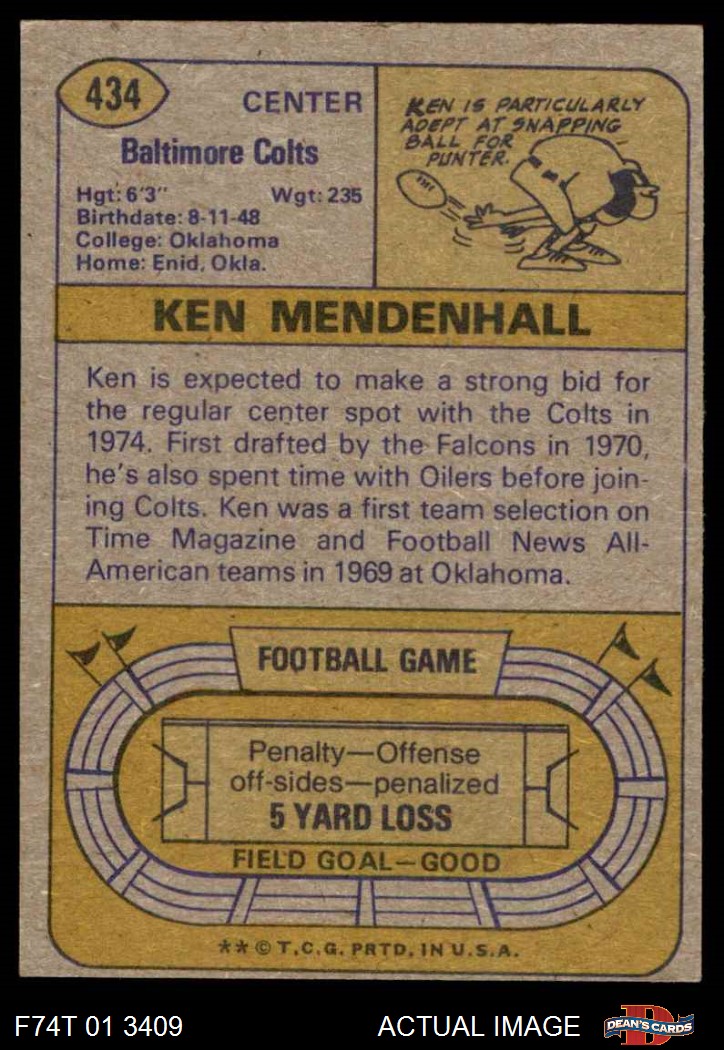 434
CENTER
Baltimore Colts
Hgt: 6'3" Wgt: 235
Birthdate: 8-11-48
College: Oklahoma
Home: Enid, Okla.
KEN IS PARTICULARLY
ADEPT AT SNAPPING
BALL FOR
PUNTER.
KEN MENDENHALL
Ken is expected to make a strong bid for
the regular center spot with the Colts in
1974. First drafted by the Falcons in 1970,
he's also spent time with Oilers before join-
ing Colts. Ken was a first team selection on
Time Magazine and Football News All-
American teams in 1969 at Oklahoma.
FOOTBALL GAME
Penalty—Offense
off-sides—penalized
5 YARD LOSS
FIELD GOAL—GOOD
** © T.C.G. PRTD. IN U.S.A.
F74T 01 3409 ACTUAL IMAGE
DEAN'S CARDS